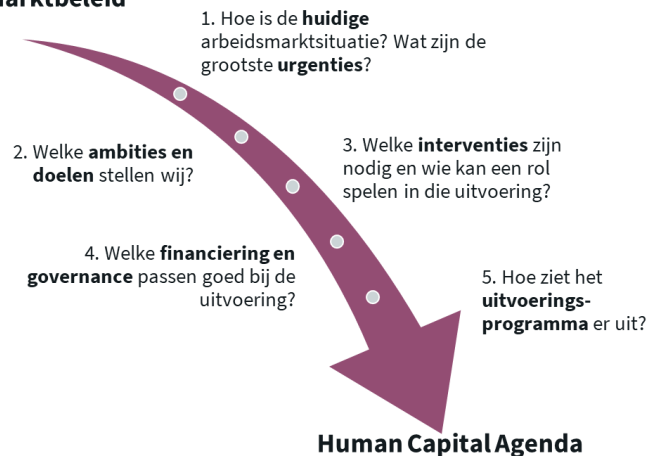 1. Hoe is de huidige
arbeidsmarktsituatie? Wat zijn de
grootste urgenties?
2. Welke ambities en
doelen stellen wij?
3. Welke interventies zijn
nodig en wie kan een rol
spelen in die uitvoering?
4. Welke financiering en
governance passen goed bij de
uitvoering?
5. Hoe ziet het
uitvoerings-
programma er uit?
Human Capital Agenda